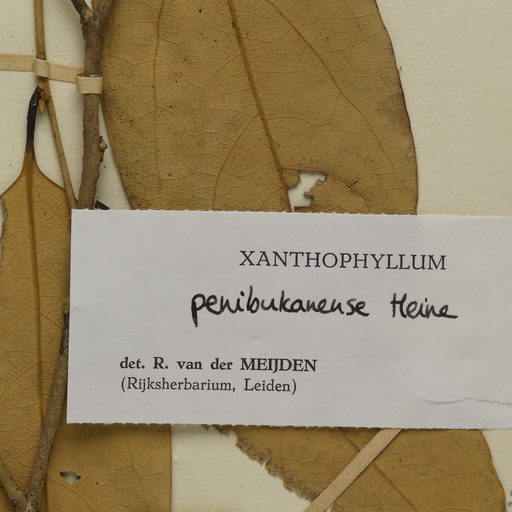 XANTHOPHYLLUM
penibukanense Heine
det. R. van der MEIJDEN
(Rijksherbarium, Leiden)